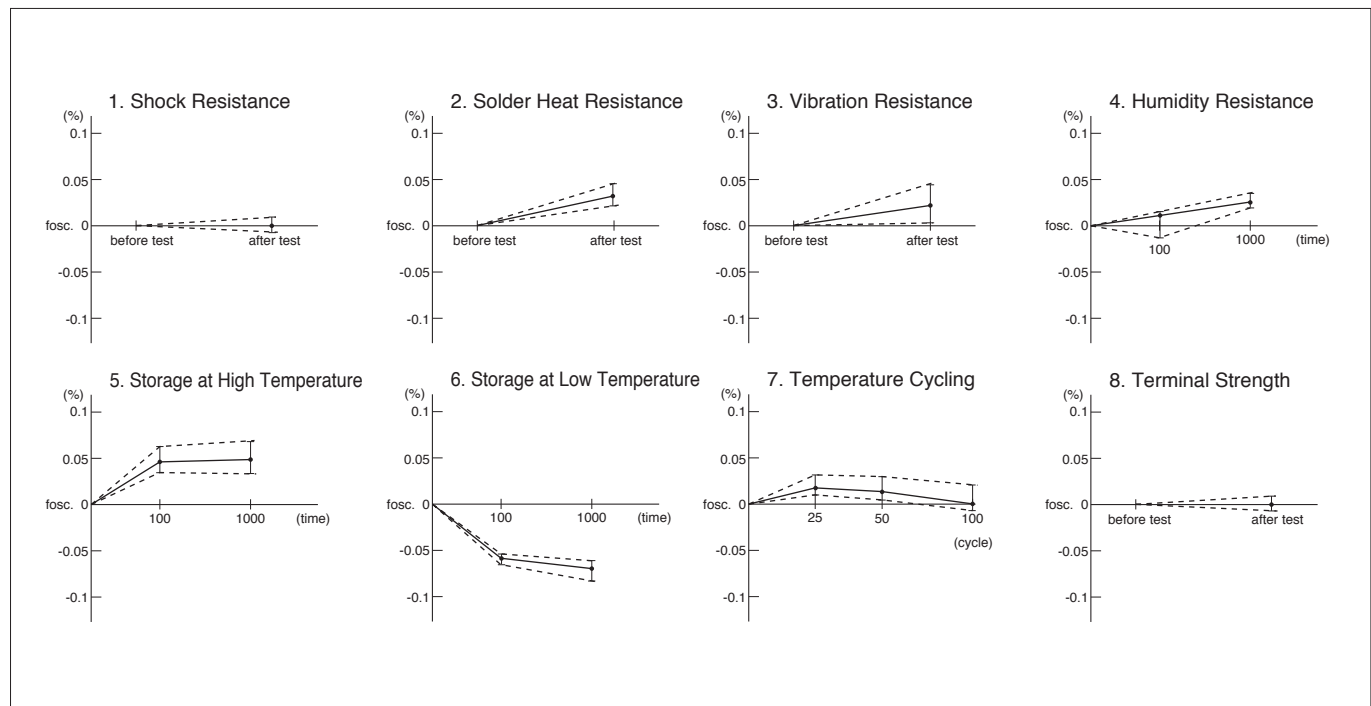 1. Shock Resistance
(%)
0.1
0.05
fosc. 0
before test after test
-0.05
-0.1
2. Solder Heat Resistance
(%)
0.1
0.05
fosc. 0
before test after test
-0.05
-0.1
3. Vibration Resistance
(%)
0.1
0.05
fosc. 0
before test after test
-0.05
-0.1
4. Humidity Resistance
(%)
0.1
0.05
fosc. 0
100 1000 (time)
-0.05
-0.1
5. Storage at High Temperature
(%)
0.1
0.05
fosc. 0
100 1000 (time)
-0.05
-0.1
6. Storage at Low Temperature
(%)
0.1
0.05
fosc. 0
100 1000 (time)
-0.05
-0.1
7. Temperature Cycling
(%)
0.1
0.05
fosc. 0
25 50 100
(cycle)
-0.05
-0.1
8. Terminal Strength
(%)
0.1
0.05
fosc. 0
before test after test
-0.05
-0.1